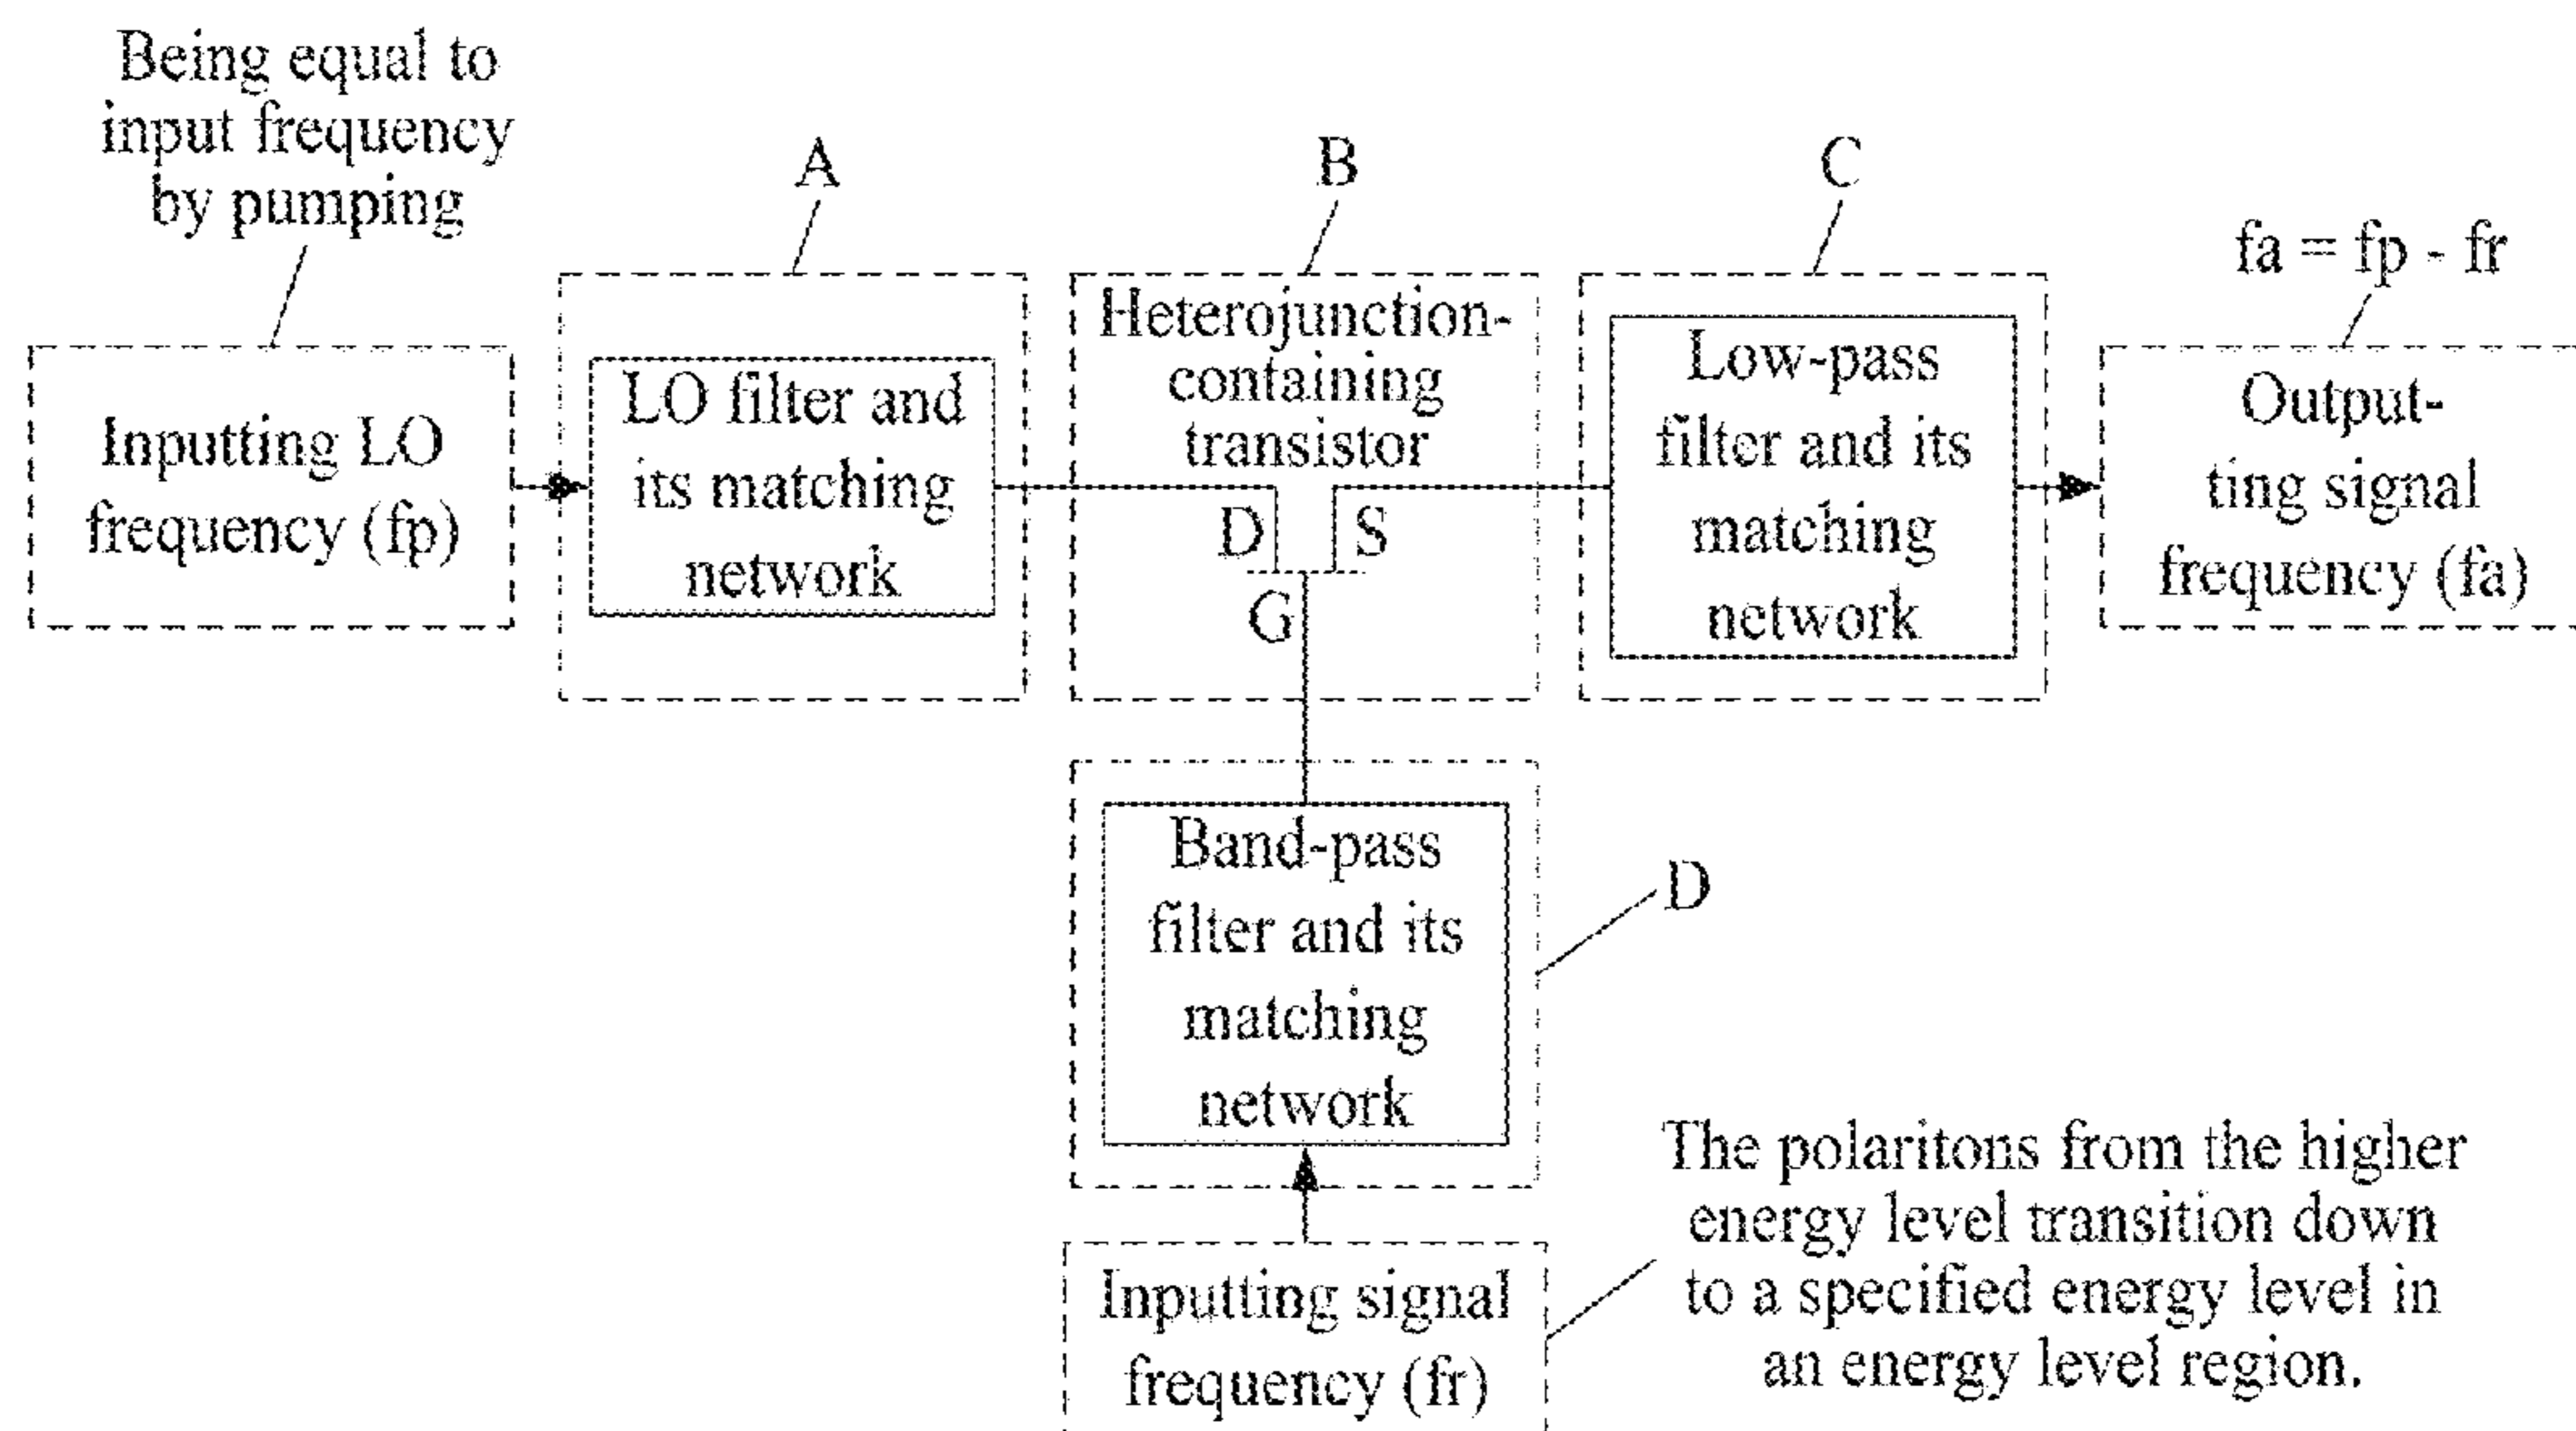 Being equal to
input frequency
by pumping
A
B
C
fa = fp - fr
Inputting LO
frequency (fp)
LO filter and
its matching
network
Heterojunction-
containing
transistor
D
S
G
Low-pass
filter and its
matching
network
Output-
ting signal
frequency (fa)
Band-pass
filter and its
matching
network
D
Inputting signal
frequency (fr)
The polaritons from the higher
energy level transition down
to a specified energy level in
an energy level region.